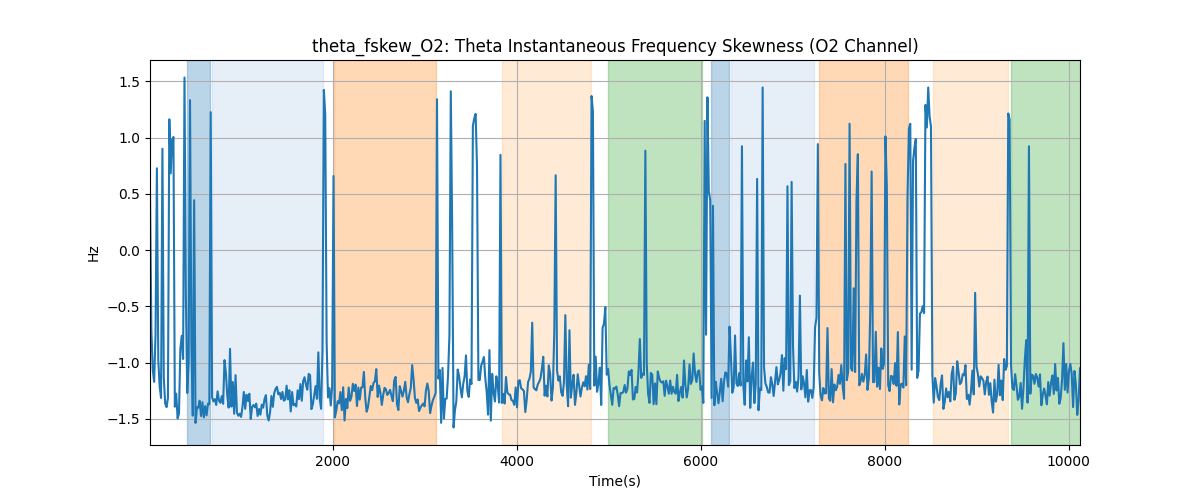 theta_fskew_O2: Theta Instantaneous Frequency Skewness (O2 Channel)
1.5
1.0
0.5
0.0
−0.5
−1.0
−1.5
Hz
2000 4000 6000 8000 10000
Time(s)